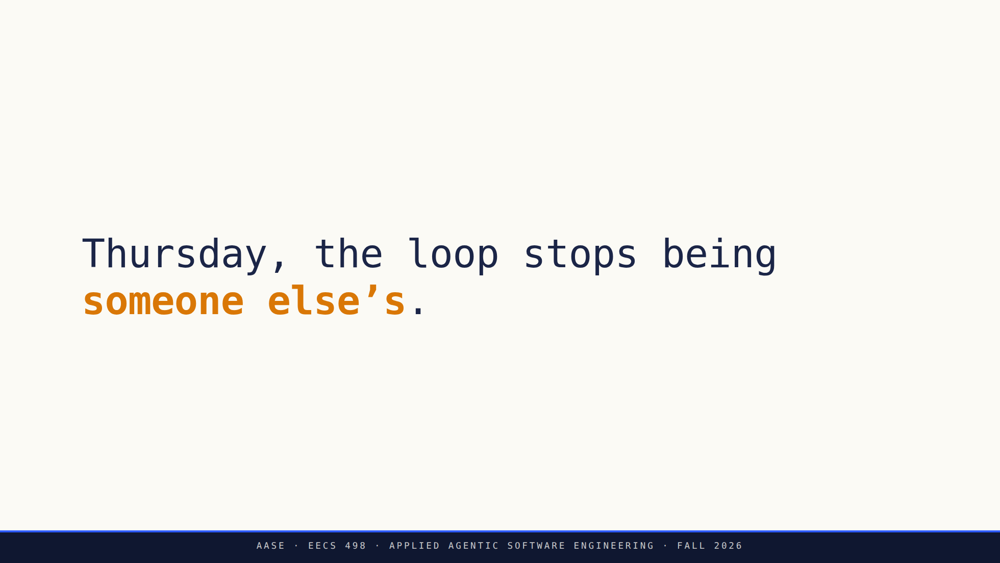 Thursday, the loop stops being
someone else’s.
AASE · EECS 498 · APPLIED AGENTIC SOFTWARE ENGINEERING · FALL 2026